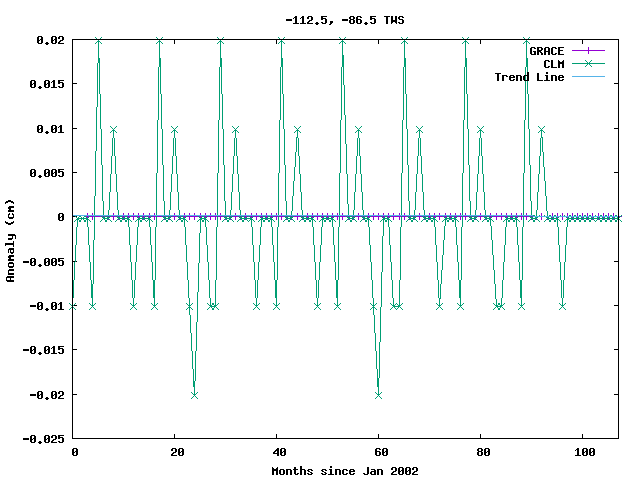 -112.5, -86.5 TWS
GRACE
CLM
Trend Line
0.02
0.015
0.01
0.005
0
-0.005
-0.01
-0.015
-0.02
-0.025
Anomaly (cm)
0 20 40 60 80 100
Months since Jan 2002